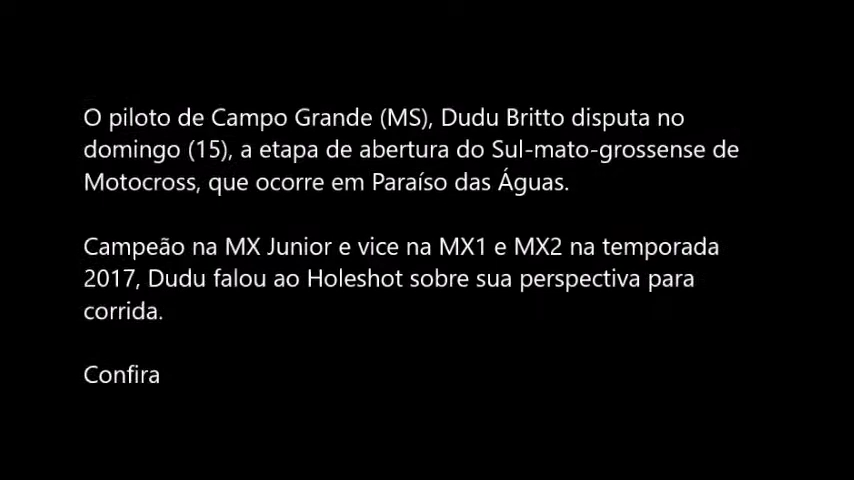 O piloto de Campo Grande (MS), Dudu Britto disputa no
domingo (15), a etapa de abertura do Sul-mato-grossense de
Motocross, que ocorre em Paraíso das Águas.
Campeão na MX Junior e vice na MX1 e MX2 na temporada
2017, Dudu falou ao Holeshot sobre sua perspectiva para
corrida.
Confira